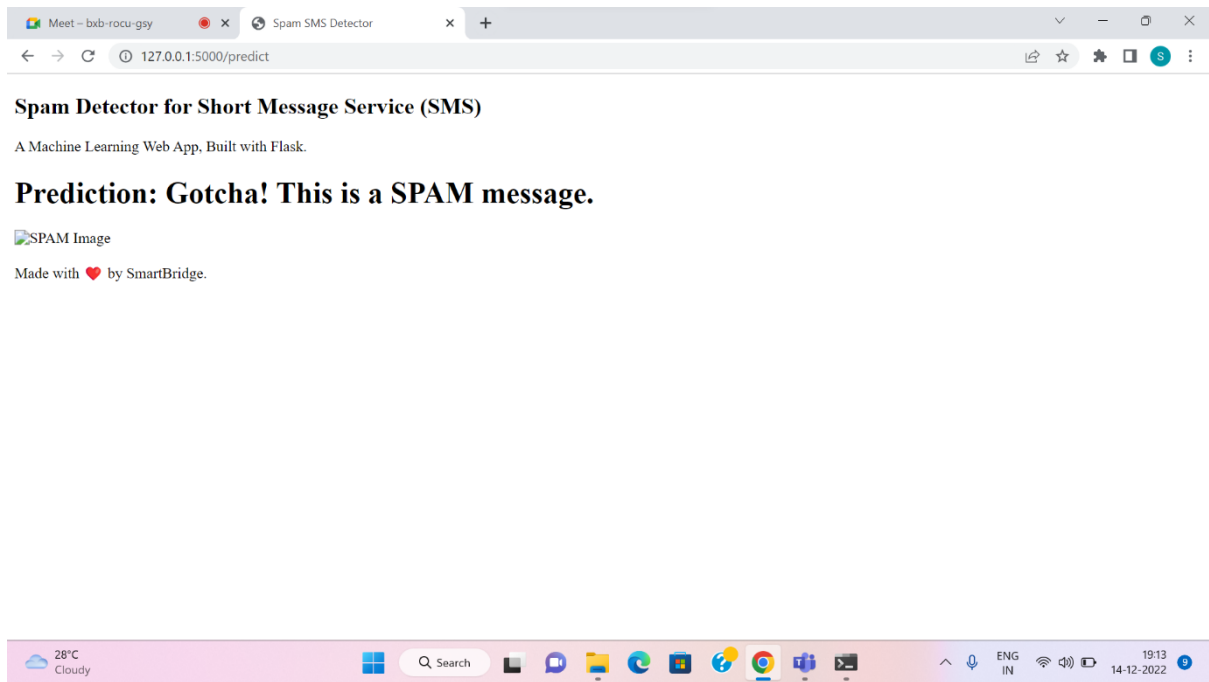 Meet – bxb-rocu-gsy
Spam SMS Detector
127.0.0.1:5000/predict
S
Spam Detector for Short Message Service (SMS)
A Machine Learning Web App, Built with Flask.
Prediction: Gotcha! This is a SPAM message.
SPAM Image
Made with ❤ by SmartBridge.
28°C
Cloudy
Search
ENG
IN
19:13
14-12-2022
9